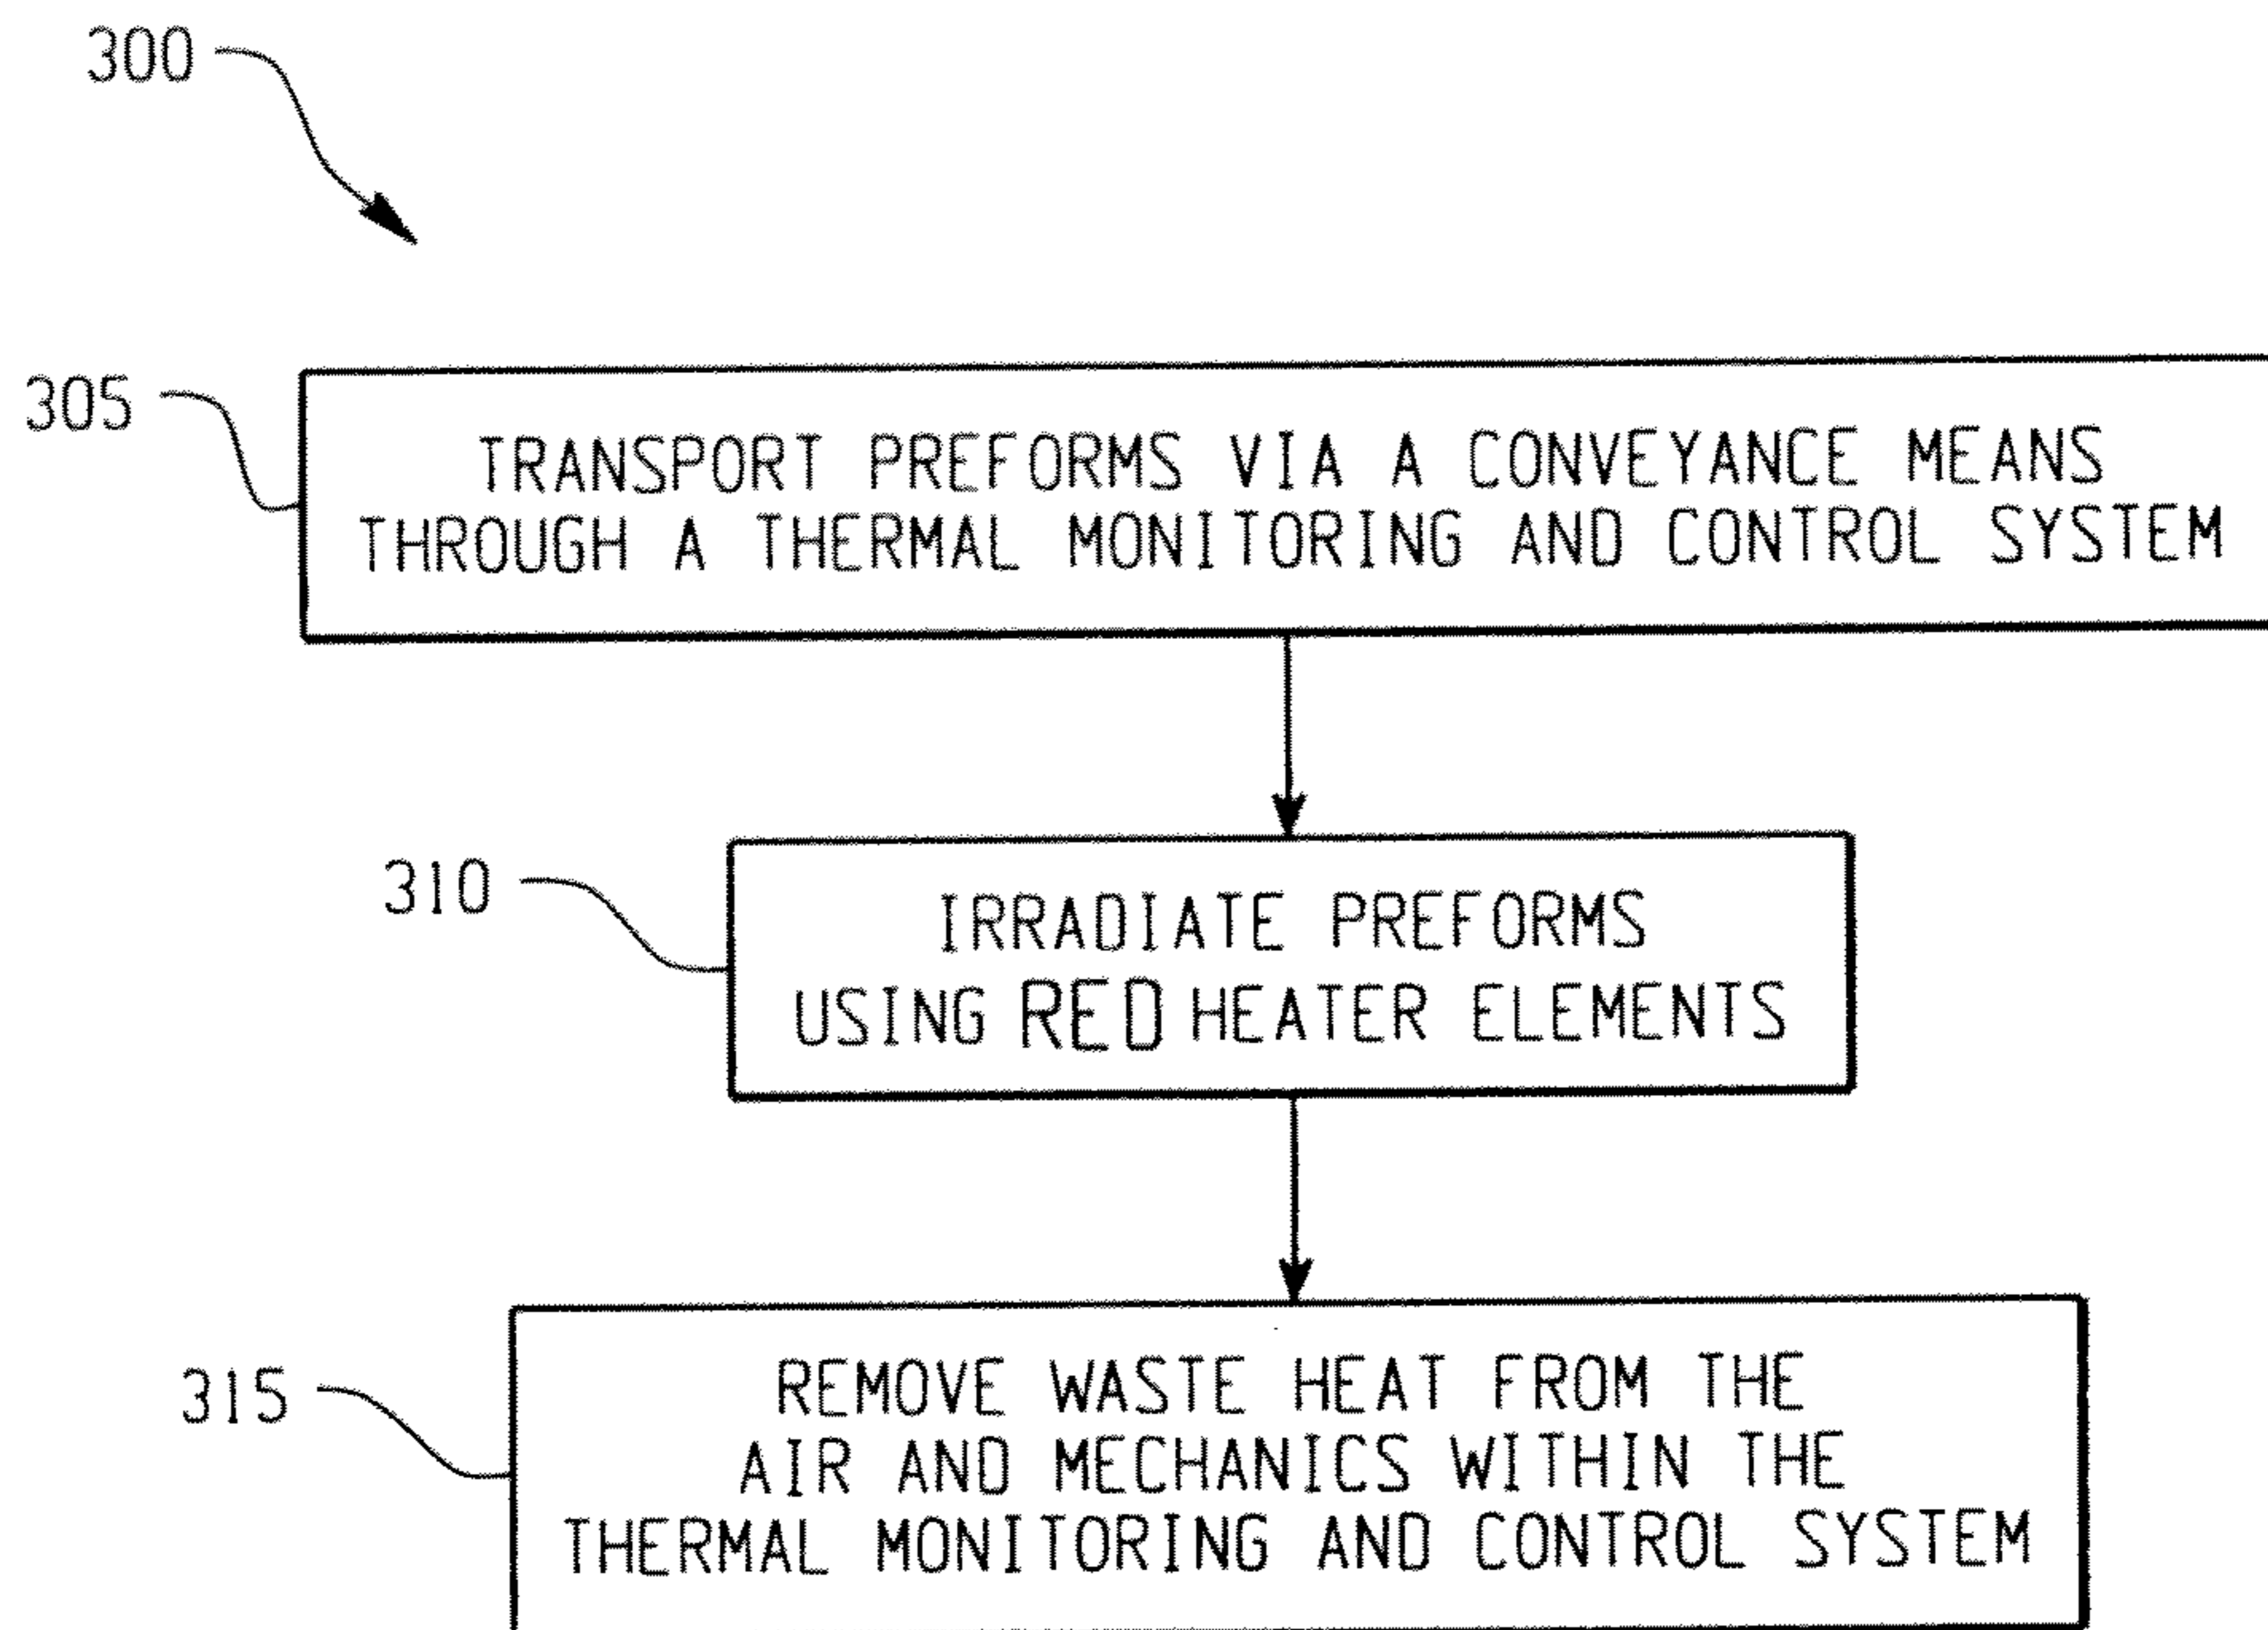 300
305
TRANSPORT PREFORMS VIA A CONVEYANCE MEANS
THROUGH A THERMAL MONITORING AND CONTROL SYSTEM
310
IRRADIATE PREFORMS
USING RED HEATER ELEMENTS
315
REMOVE WASTE HEAT FROM THE
AIR AND MECHANICS WITHIN THE
THERMAL MONITORING AND CONTROL SYSTEM